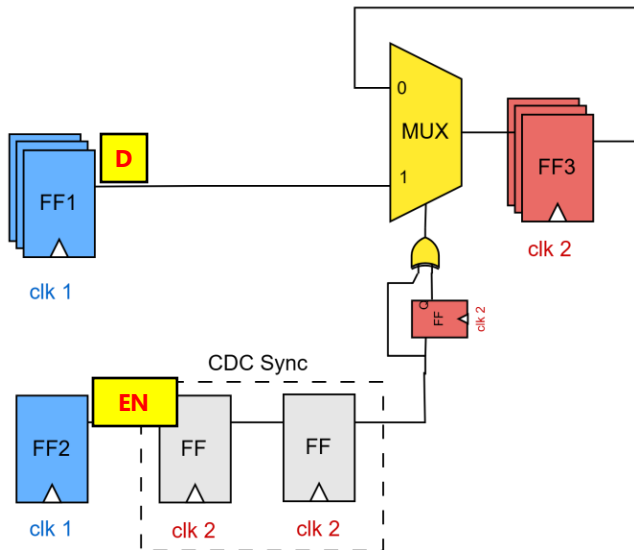 0
MUX
1
D
FF1
clk 1
FF3
clk 2
Q
FF
clk 2
CDC Sync
EN
FF2
FF
FF
clk 1
clk 2
clk 2